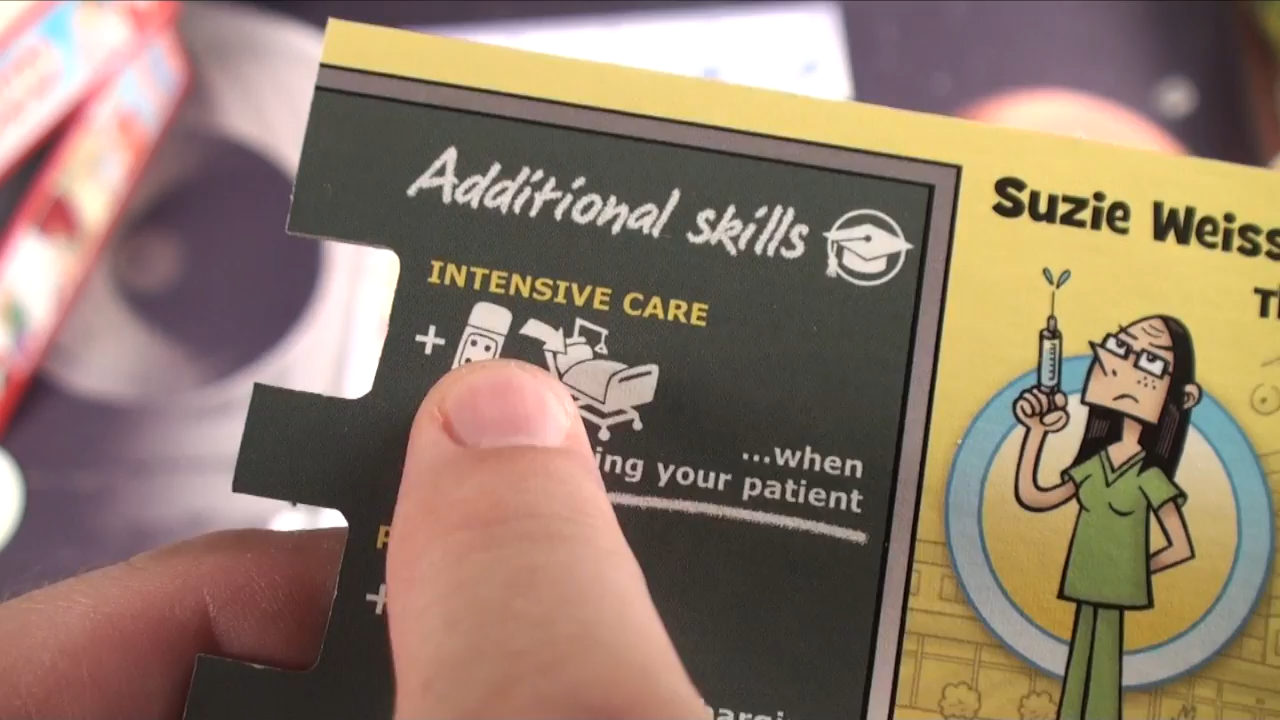 Additional skills
INTENSIVE CARE
+
...when
your patient
+
Suzie Weiss